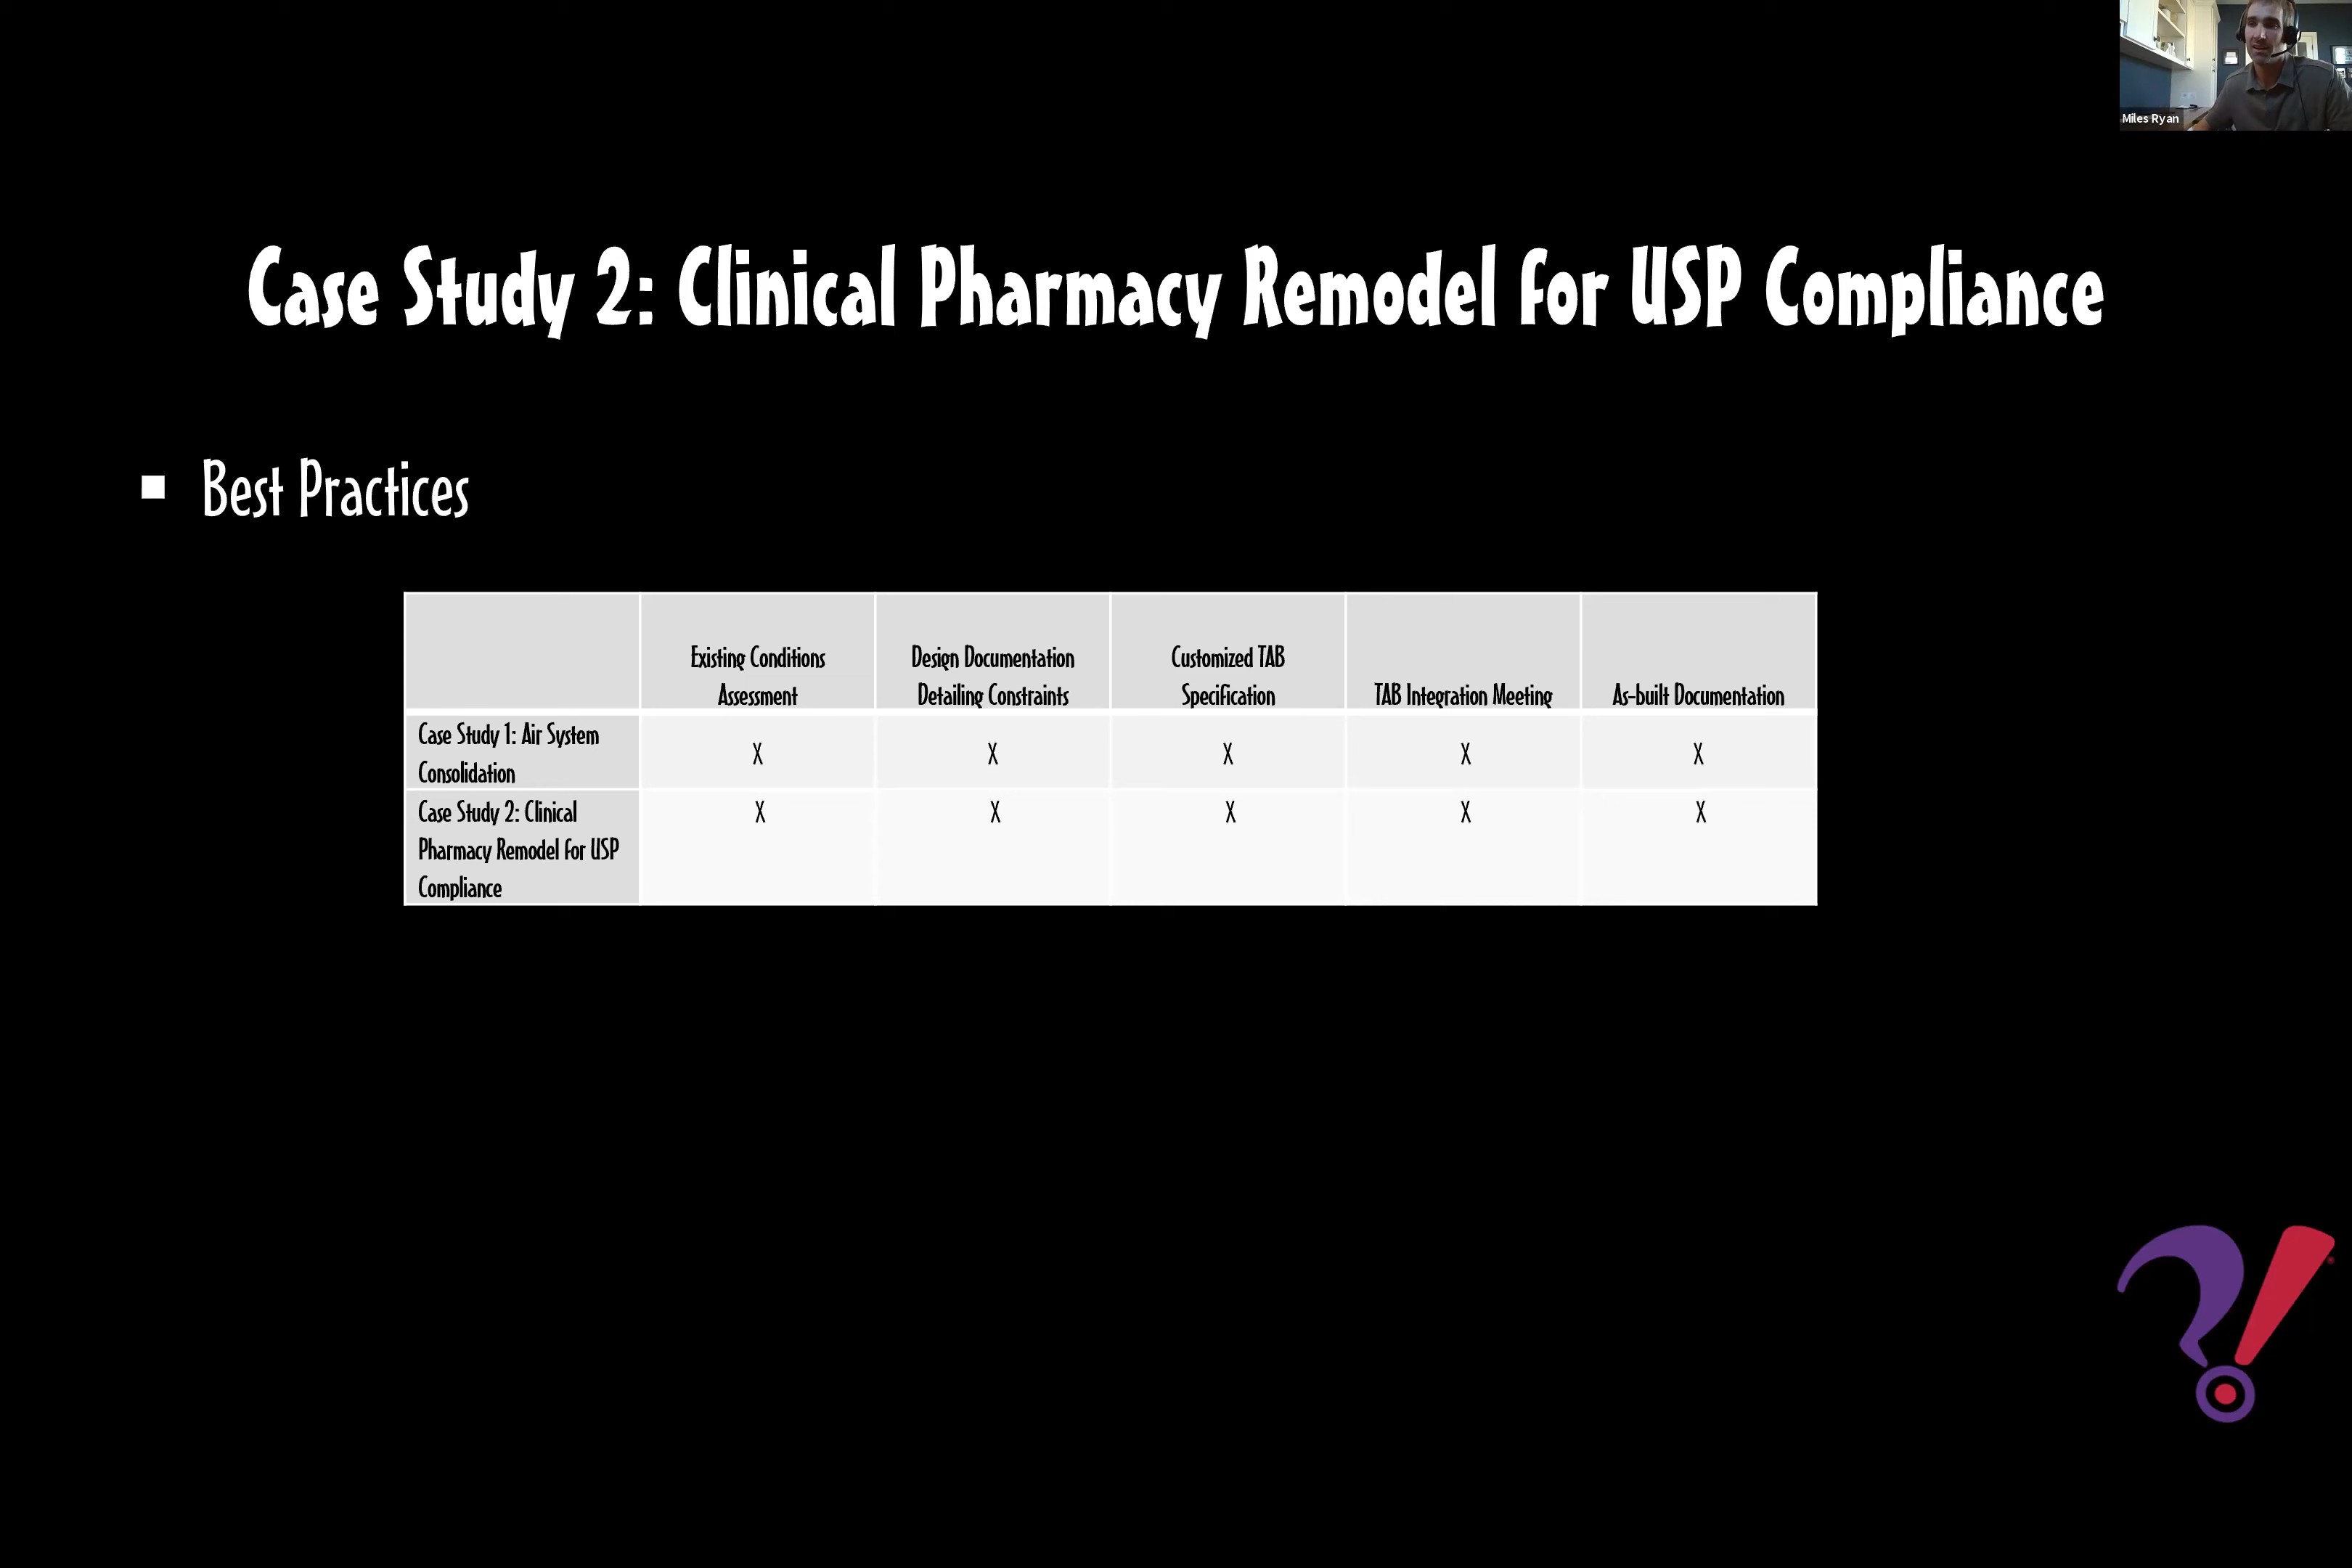 Miles Ryan
Case Study 2: Clinical Pharmacy Remodel for USP Compliance
Best Practices
Existing Conditions
Assessment
Design Documentation
Detailing Constraints
Customized TAB
Specification
TAB Integration Meeting
As-built Documentation
Case Study 1: Air System
Consolidation
X X X X X
Case Study 2: Clinical
Pharmacy Remodel for USP
Compliance
X X X X X